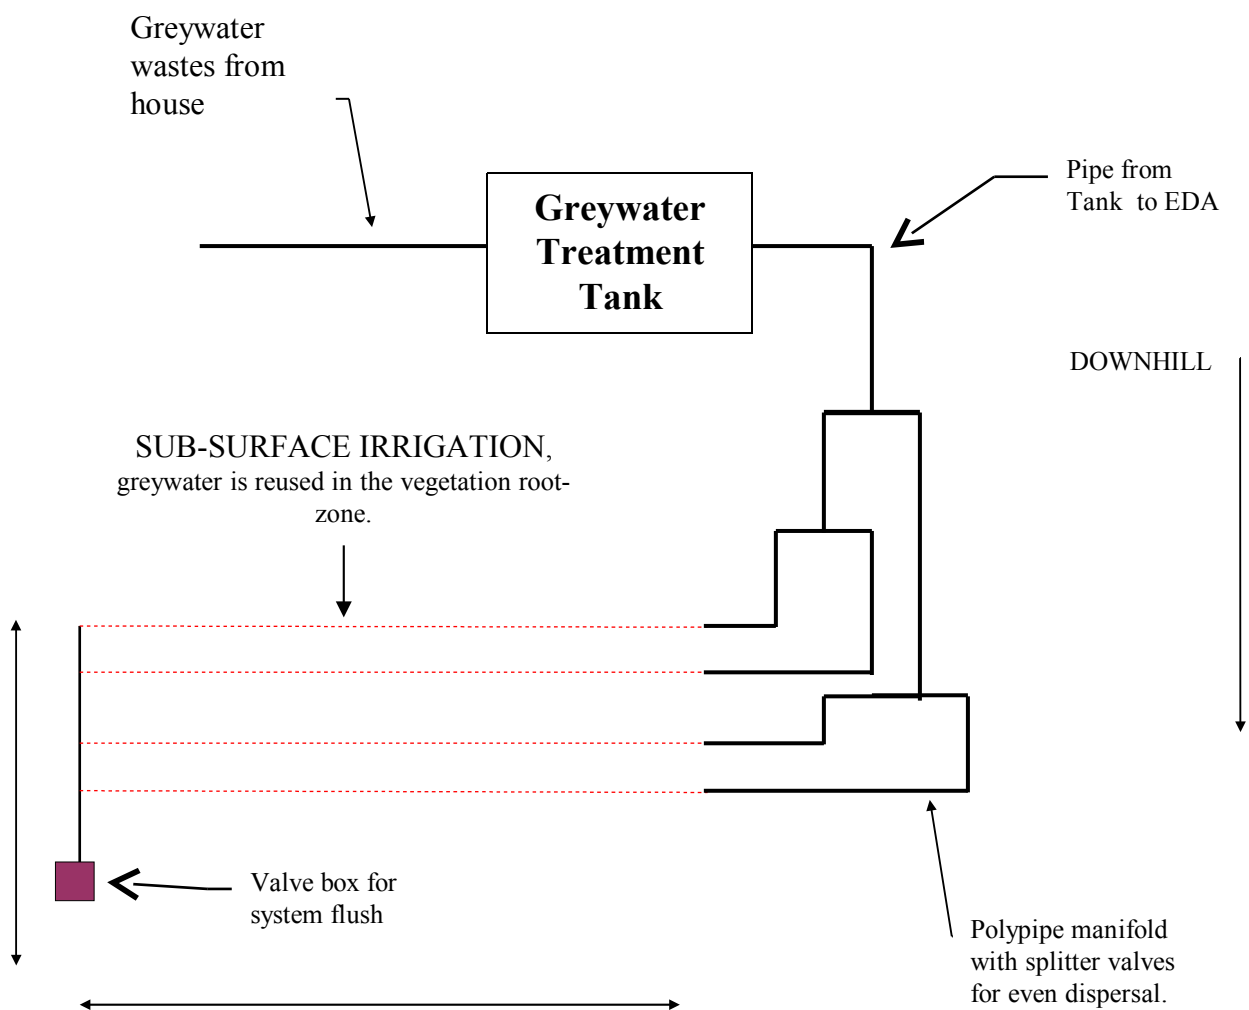 Greywater
wastes from
house
Greywater
Treatment
Tank
Pipe from
Tank to EDA
DOWNHILL
SUB-SURFACE IRRIGATION,
greywater is reused in the vegetation root-
zone.
Valve box for
system flush
Polypipe manifold
with splitter valves
for even dispersal.